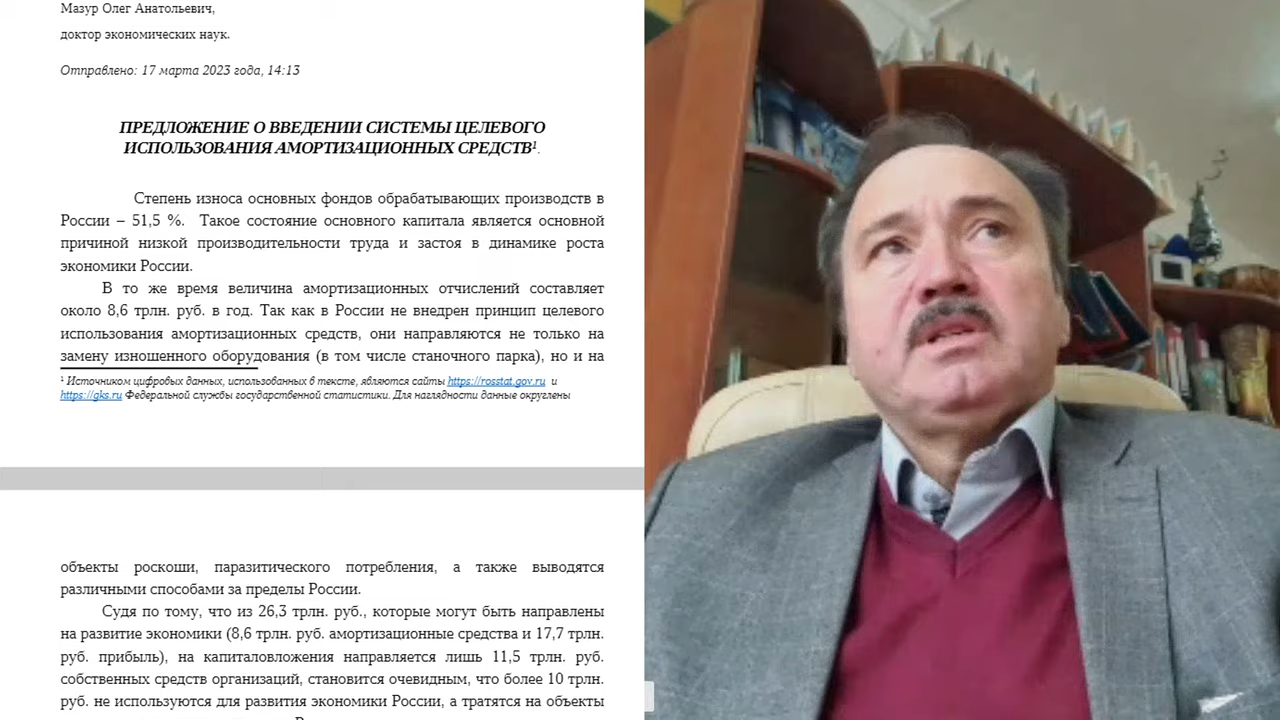 Мазур Олег Анатольевич,
доктор экономических наук.
Отправлено: 17 марта 2023 года, 14:13
ПРЕДЛОЖЕНИЕ О ВВЕДЕНИИ СИСТЕМЫ ЦЕЛЕВОГО
ИСПОЛЬЗОВАНИЯ АМОРТИЗАЦИОННЫХ СРЕДСТВ¹.
Степень износа основных фондов обрабатывающих производств в
России – 51,5 %. Такое состояние основного капитала является основной
причиной низкой производительности труда и застоя в динамике роста
экономики России.
В то же время величина амортизационных отчислений составляет
около 8,6 трлн. руб. в год. Так как в России не внедрен принцип целевого
использования амортизационных средств, они направляются не только на
замену изношенного оборудования (в том числе станочного парка), но и на
¹ Источником цифровых данных, использованных в тексте, являются сайты https://rosstat.gov.ru и
https://gks.ru Федеральной службы государственной статистики. Для наглядности данные округлены
объекты роскоши, паразитического потребления, а также выводятся
различными способами за пределы России.
Судя по тому, что из 26,3 трлн. руб., которые могут быть направлены
на развитие экономики (8,6 трлн. руб. амортизационные средства и 17,7 трлн.
руб. прибыль), на капиталовложения направляется лишь 11,5 трлн. руб.
собственных средств организаций, становится очевидным, что более 10 трлн.
руб. не используются для развития экономики России, а тратятся на объекты